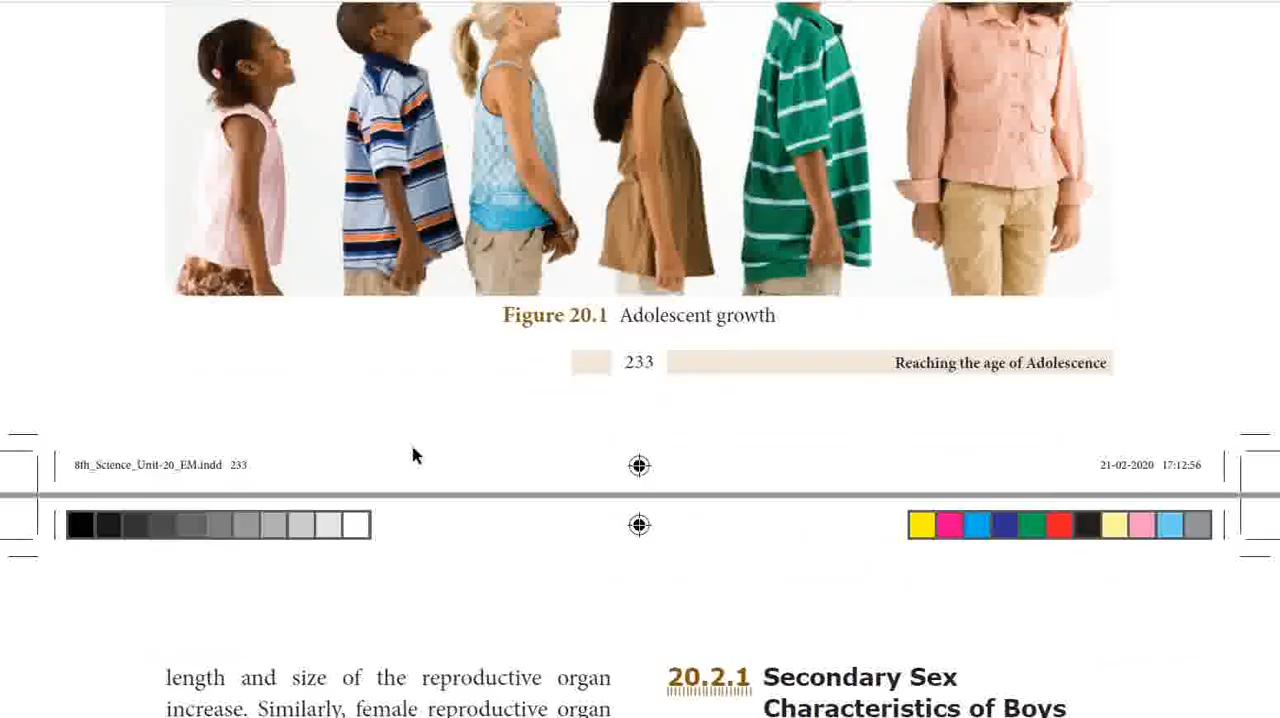 Figure 20.1 Adolescent growth
233
Reaching the age of Adolescence
8th_Science_Unit-20_EM.indd 233
21-02-2020 17:12:56
length and size of the reproductive organ
increase. Similarly, female reproductive organ
20.2.1 Secondary Sex
Characteristics of Boys